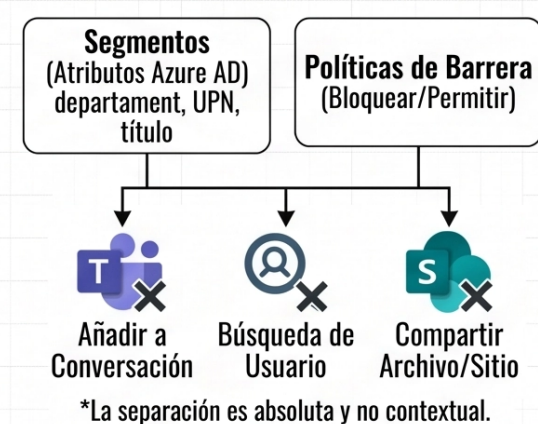 Segmentos
(Atributos Azure AD)
departament, UPN,
título
Políticas de Barrera
(Bloquear/Permitir)
T
S
Añadir a
Conversación
Búsqueda de
Usuario
Compartir
Archivo/Sitio
*La separación es absoluta y no contextual.